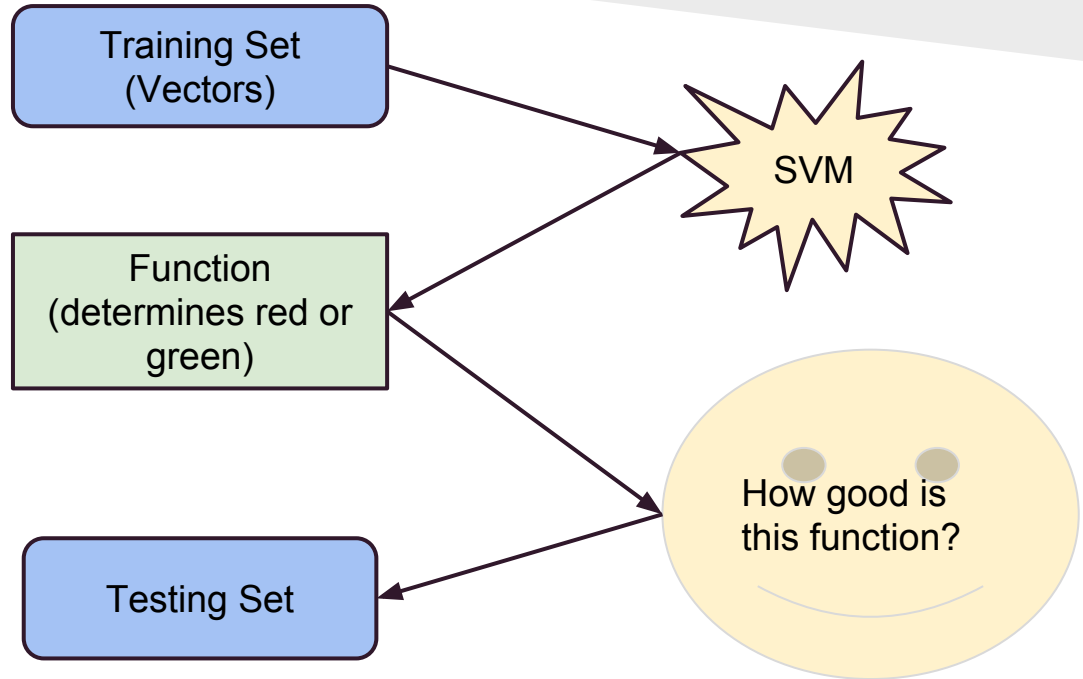 Training Set
(Vectors)
SVM
Function
(determines red or
green)
How good is
this function?
Testing Set